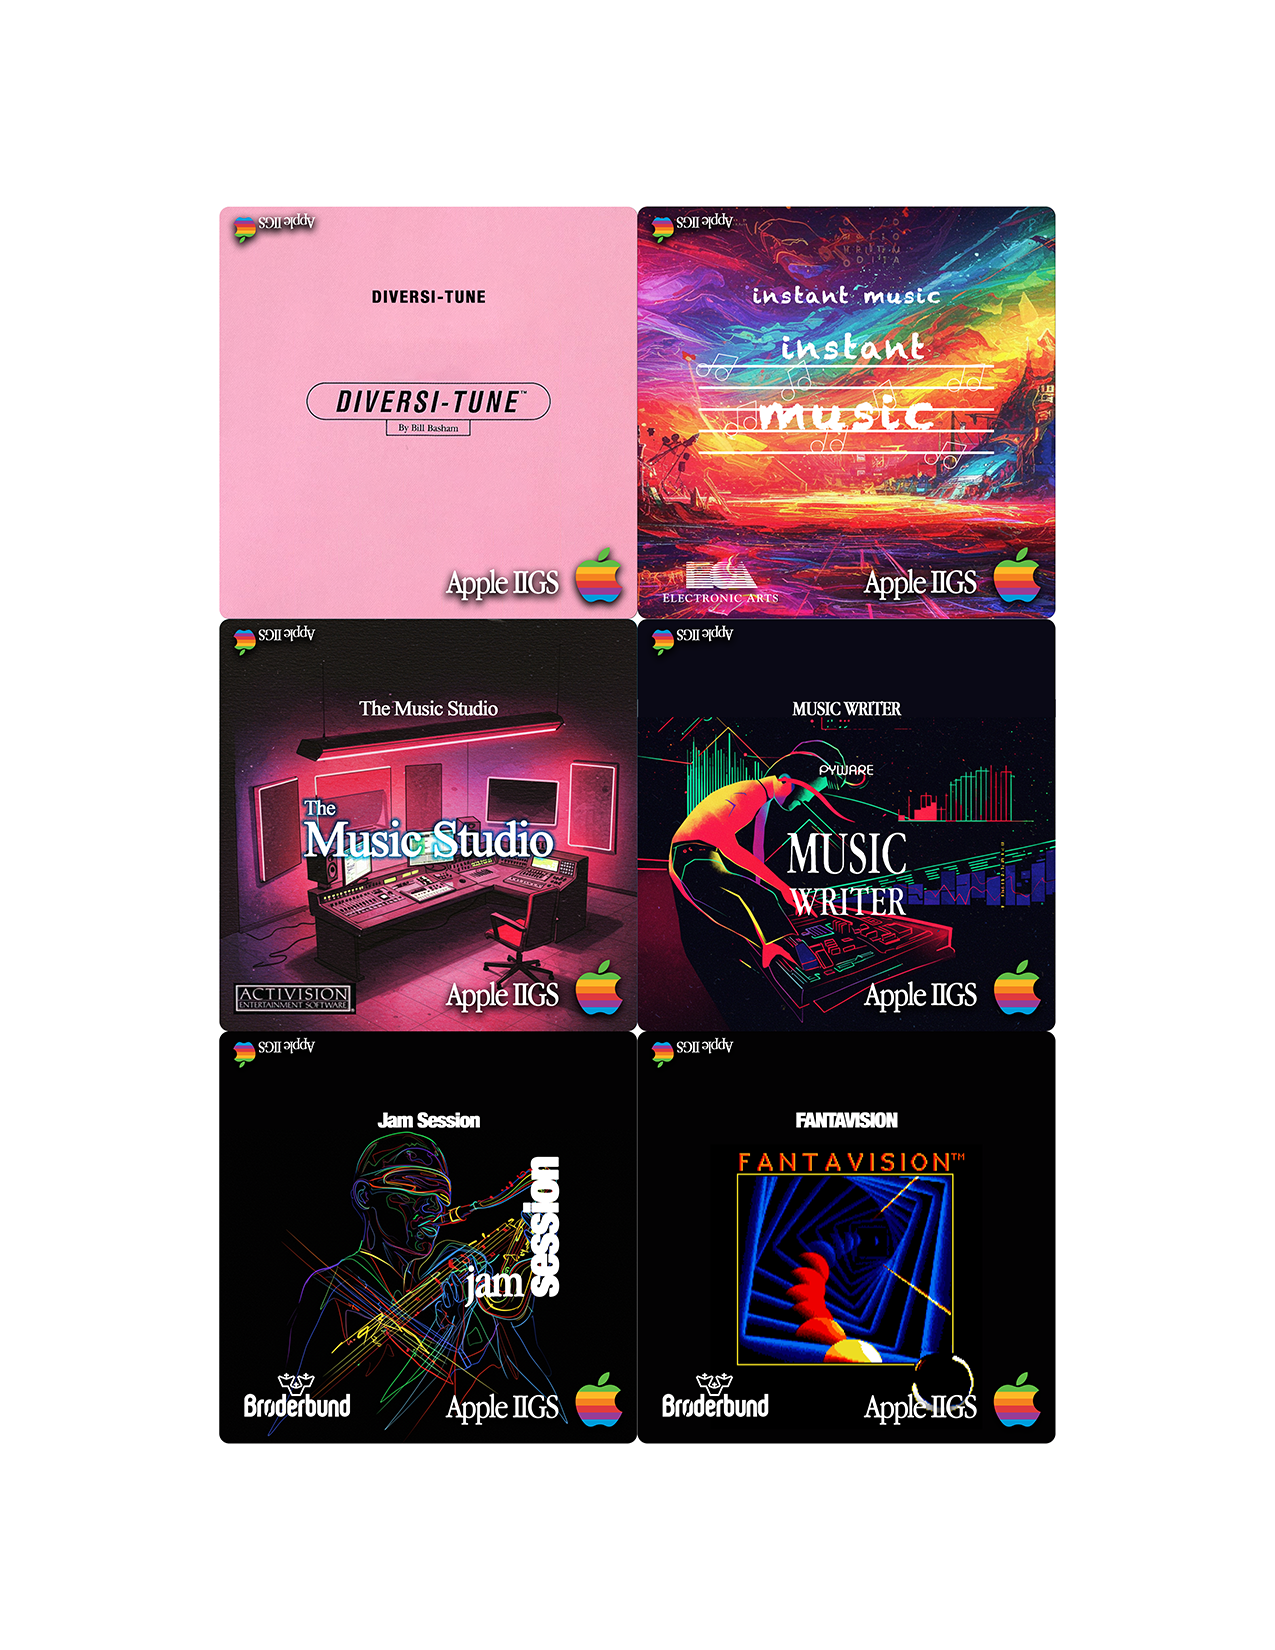 Apple IIGS
DIVERSI-TUNE
DIVERSI-TUNE™
By Bill Basham
Apple IIGS
Apple IIGS
instant music
instant
music
ELECTRONIC ARTS
Apple IIGS
Apple IIGS
The Music Studio
The
Music Studio
ACTIVISION
ENTERTAINMENT SOFTWARE
Apple IIGS
Apple IIGS
MUSIC WRITER
PYWARE
MUSIC
WRITER
Apple IIGS
Apple IIGS
Jam Session
jam session
Brøderbund
Apple IIGS
Apple IIGS
FANTAVISION
FANTAVISION™
Brøderbund
Apple IIGS